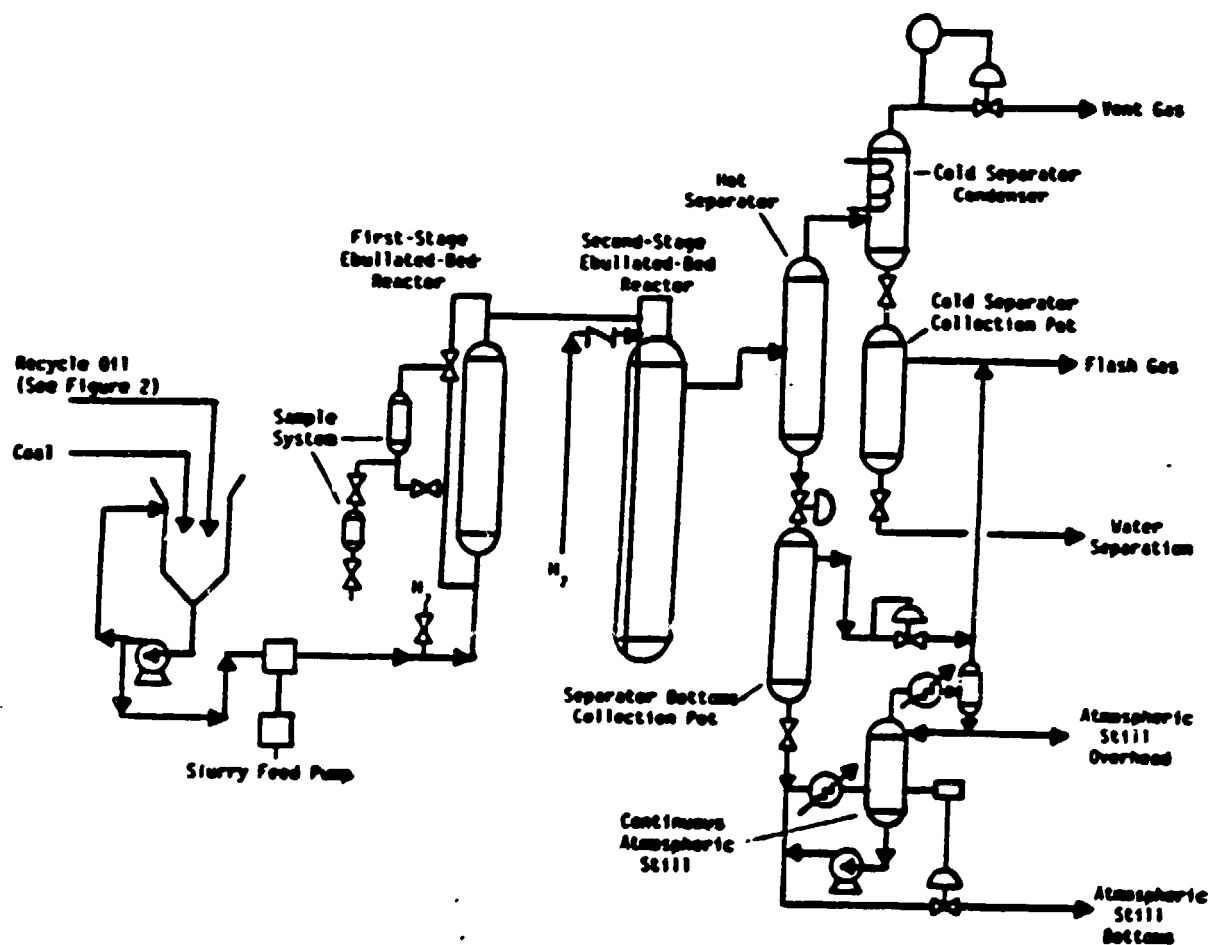 Vent Gas
Cold Separator
Condenser
Hot
Separator
First-Stage
Ebullated-Bed
Reactor
Second-Stage
Ebullated-Bed
Reactor
Cold Separator
Collection Pot
Recycle Oil
(See Figure 2)
Flash Gas
Sample
System
Coal
Water
Separation
H2
H2
Separator Bottoms
Collection Pot
Atmospheric
Still
Overhead
Slurry Feed Pump
Continuous
Atmospheric
Still
Atmospheric
Still
Bottoms